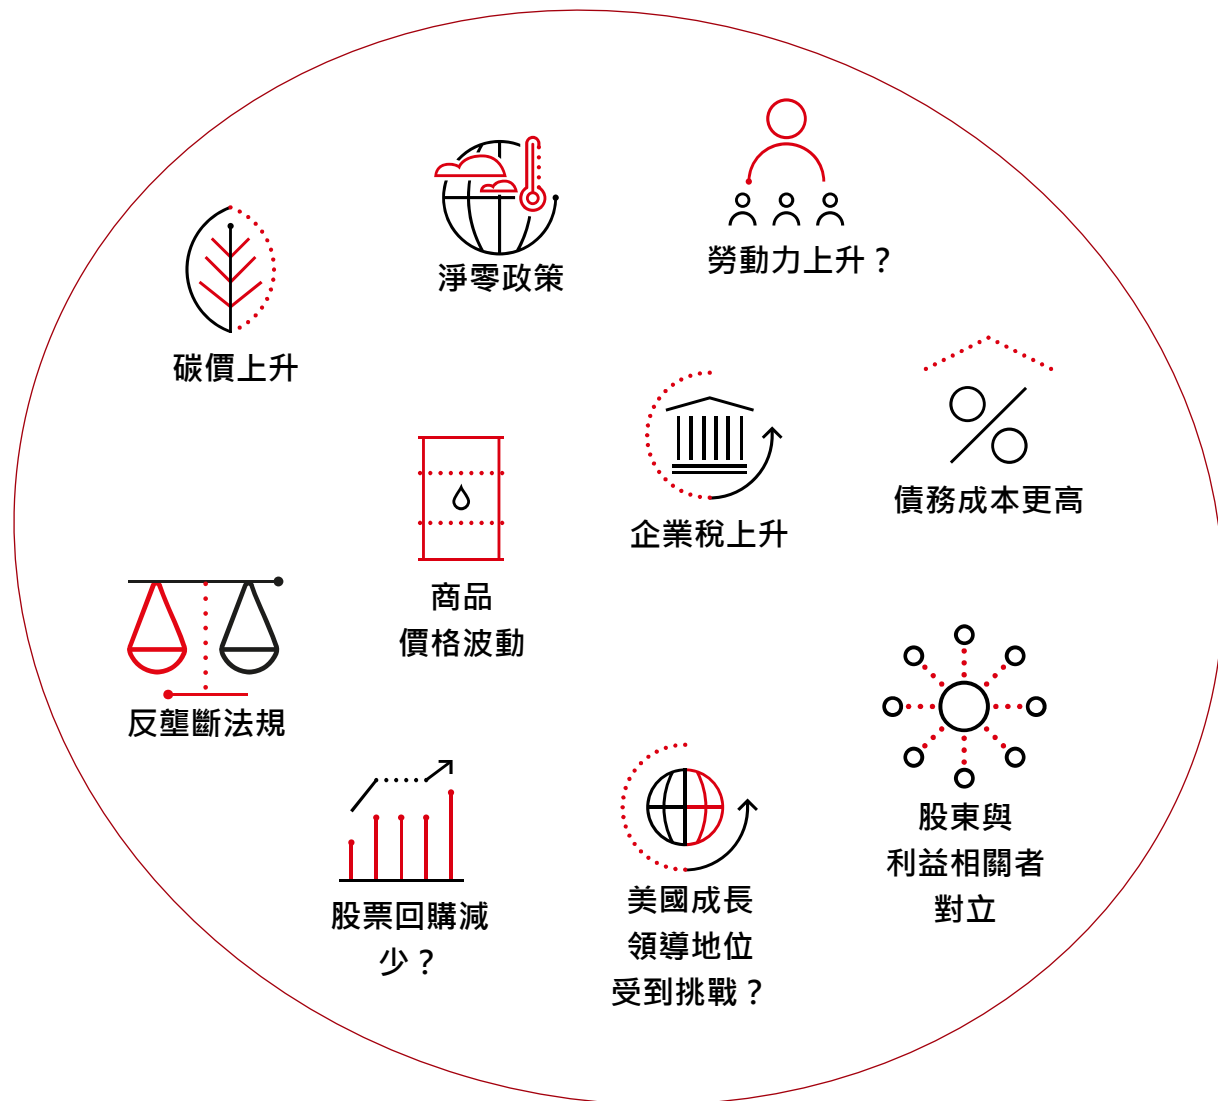 淨零政策
勞動力上升？
碳價上升
企業稅上升
債務成本更高
商品
價格波動
反壟斷法規
股東與
利益相關者
對立
股票回購減
少？
美國成長
領導地位
受到挑戰？